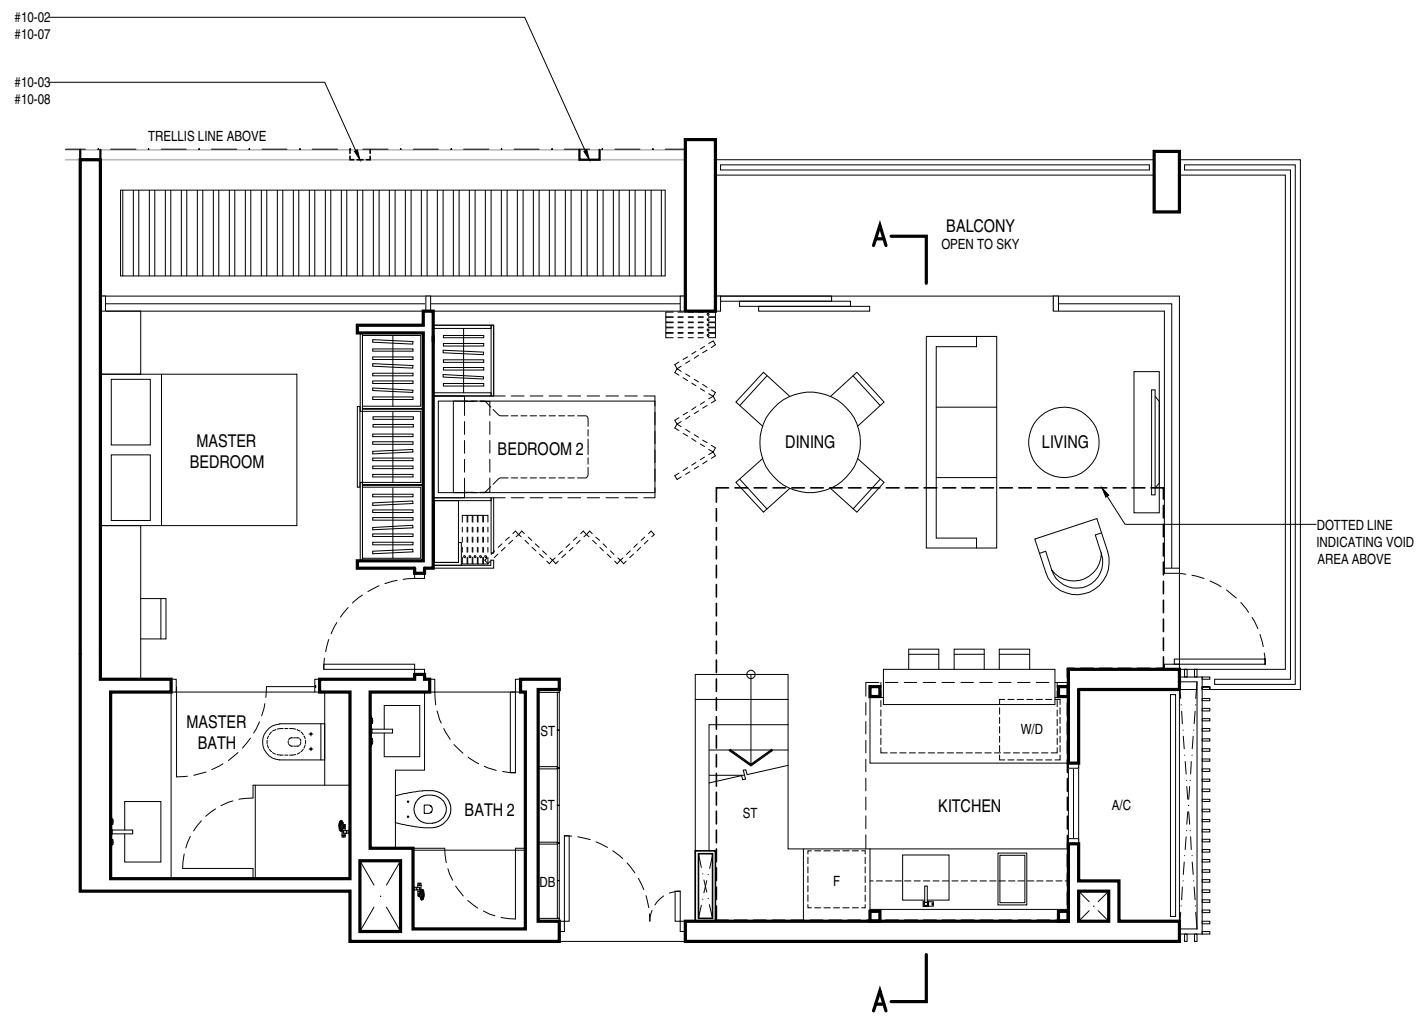 #10-02
#10-07
#10-03
#10-08
TRELLIS LINE ABOVE
A
BALCONY
OPEN TO SKY
MASTER
BEDROOM
BEDROOM 2
DINING
LIVING
DOTTED LINE
INDICATING VOID
AREA ABOVE
MASTER
BATH
ST
W/D
ST
D
BATH 2
ST
KITCHEN
A/C
DB
F
A